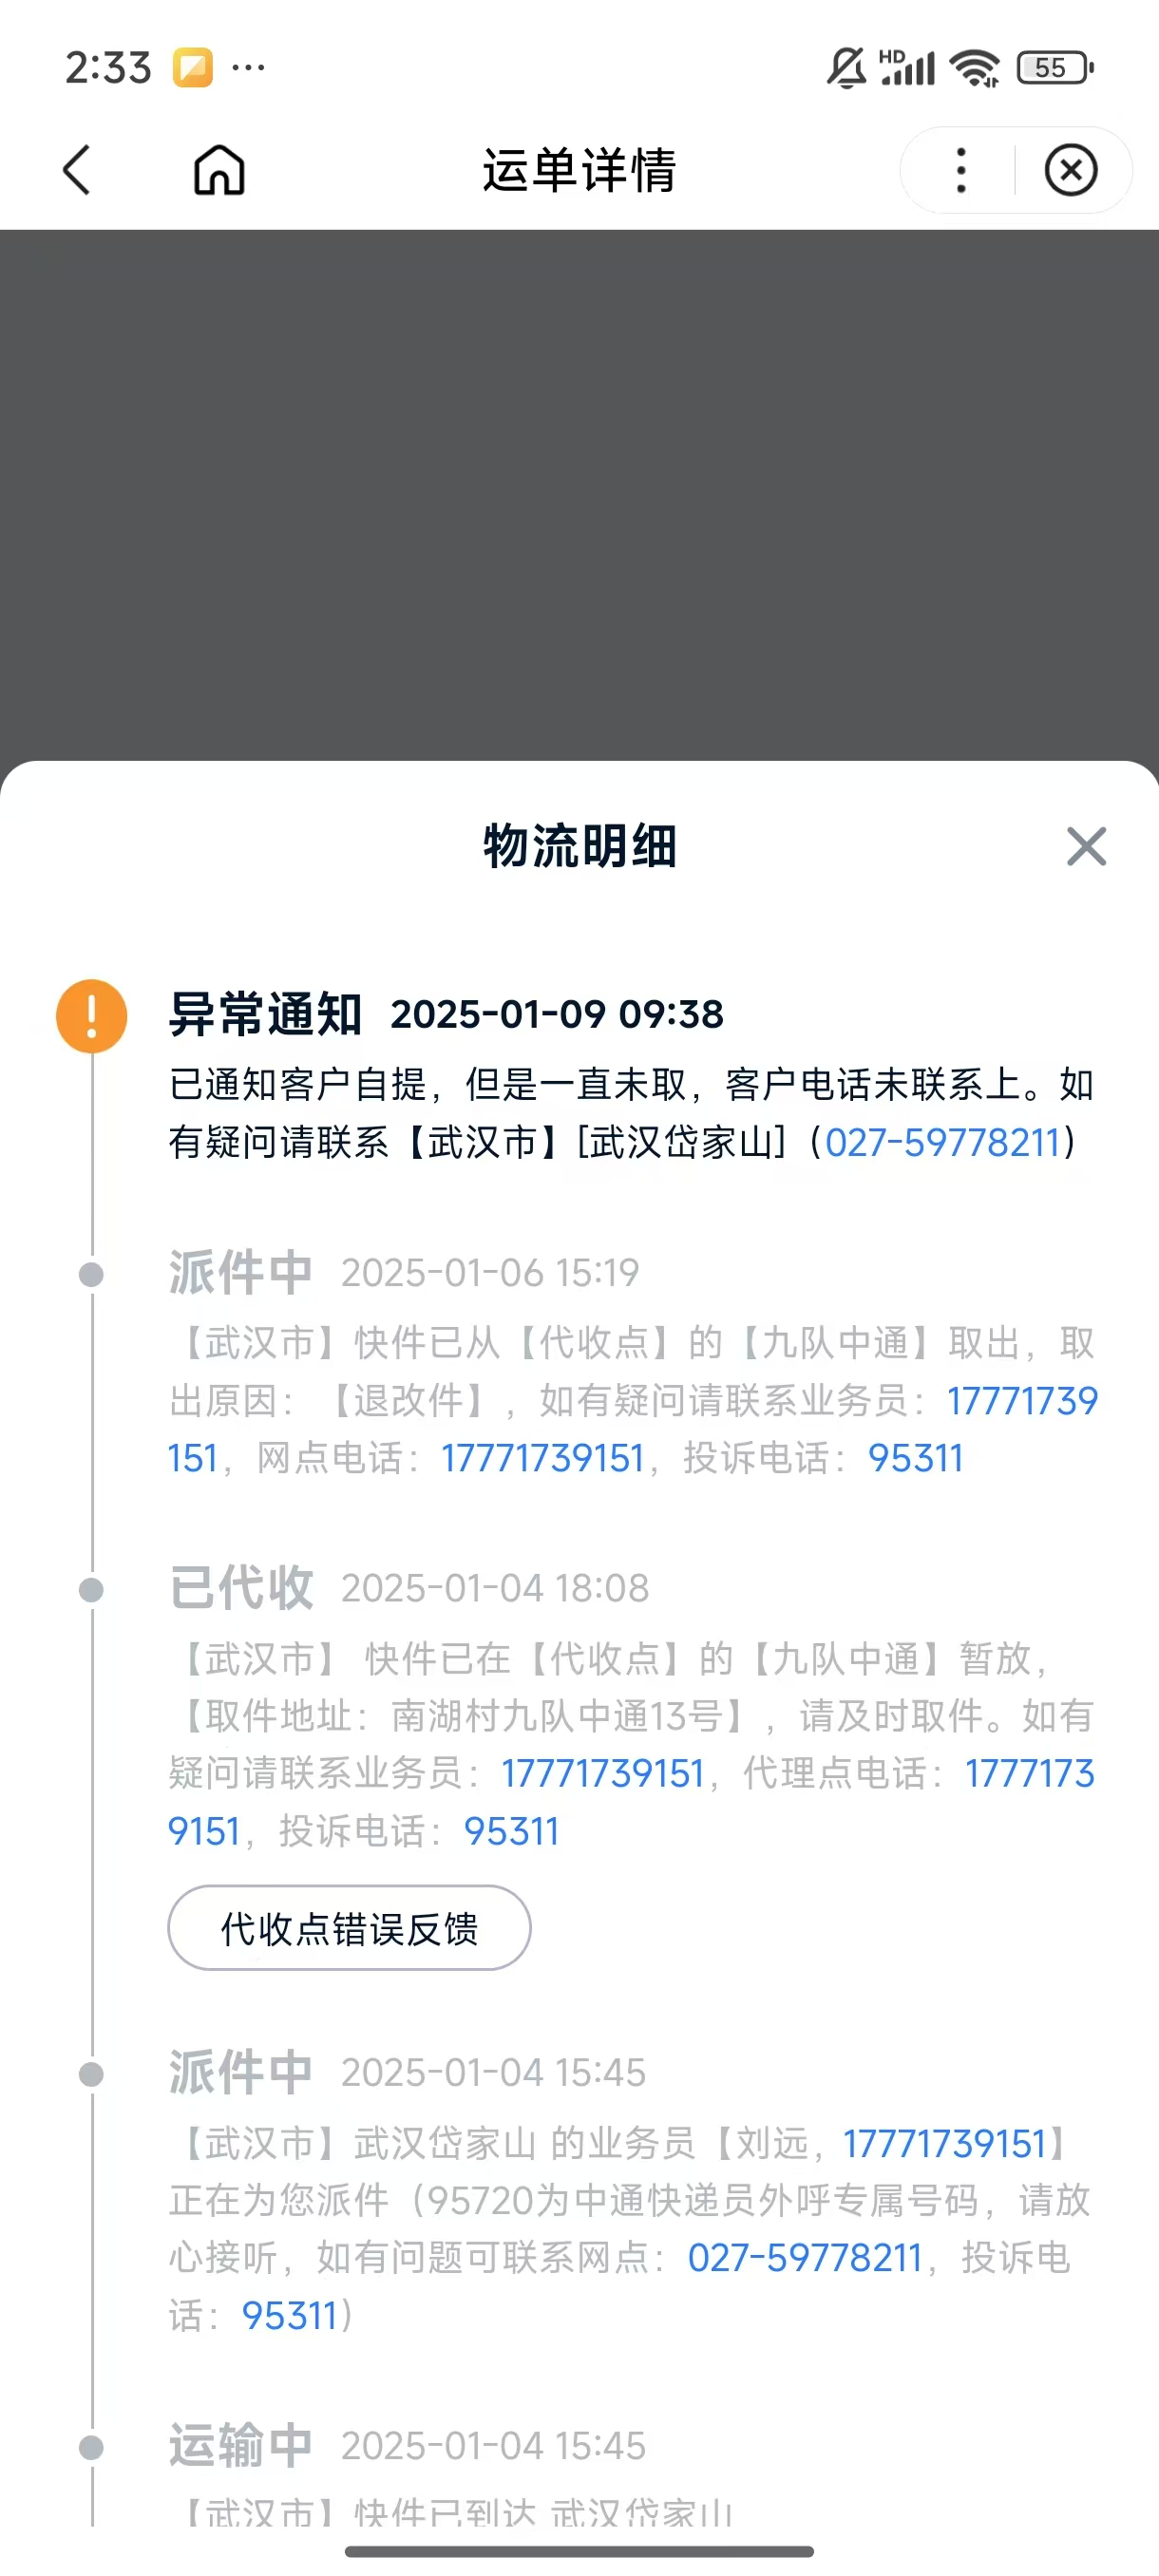 2:33 ··· HD 55
运单详情
物流明细
异常通知 2025-01-09 09:38
已通知客户自提，但是一直未取，客户电话未联系上。如
有疑问请联系【武汉市】[武汉岱家山]（027-59778211）
派件中 2025-01-06 15:19
【武汉市】快件已从【代收点】的【九队中通】取出，取
出原因：【退改件】，如有疑问请联系业务员：17771739
151，网点电话：17771739151，投诉电话：95311
已代收 2025-01-04 18:08
【武汉市】 快件已在【代收点】的【九队中通】暂放，
【取件地址：南湖村九队中通13号】，请及时取件。如有
疑问请联系业务员：17771739151，代理点电话：1777173
9151，投诉电话：95311
代收点错误反馈
派件中 2025-01-04 15:45
【武汉市】武汉岱家山 的业务员【刘远，17771739151】
正在为您派件（95720为中通快递员外呼专属号码，请放
心接听，如有问题可联系网点：027-59778211，投诉电
话：95311）
运输中 2025-01-04 15:45
【武汉市】快件已到达 武汉岱家山